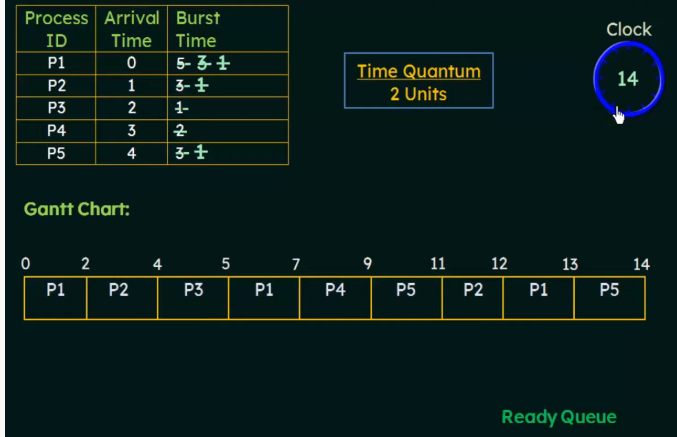 Process Arrival Burst
ID Time Time
P1 0 5 3 1
P2 1 3 1
P3 2 1
P4 3 2
P5 4 3 1
Time Quantum
2 Units
Clock
14
Gantt Chart:
0 2 4 5 7 9 11 12 13 14
P1 P2 P3 P1 P4 P5 P2 P1 P5
Ready Queue